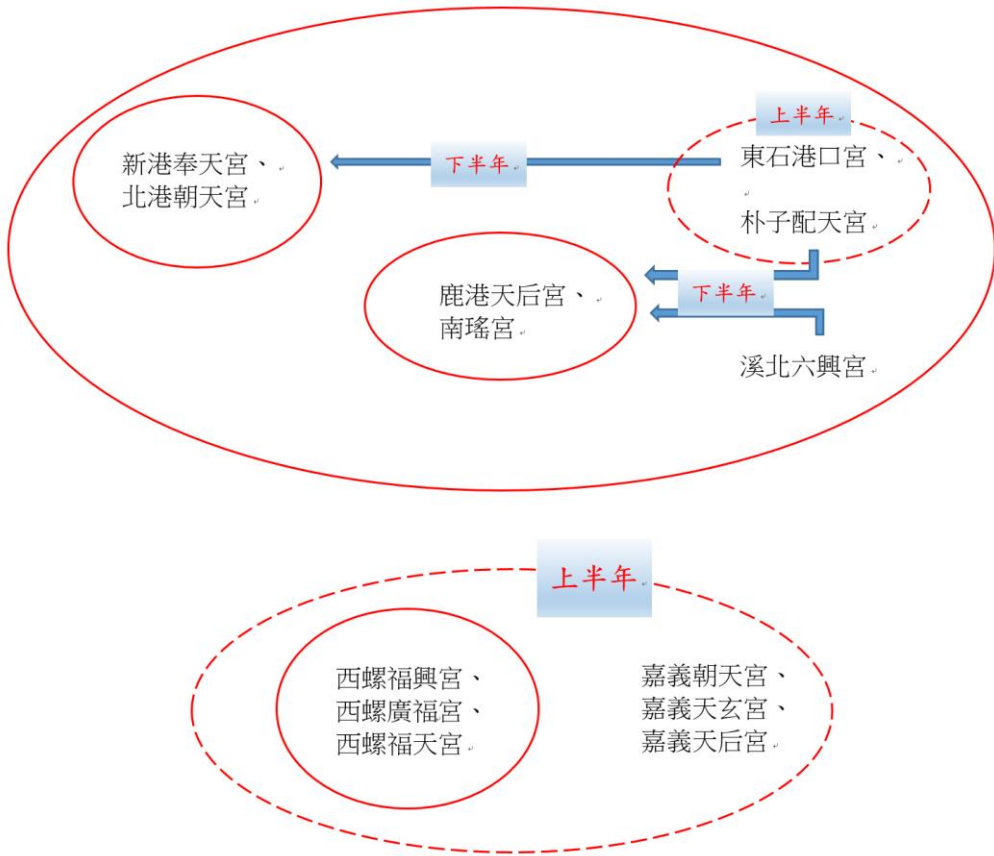 上半年
新港奉天宮、
北港朝天宮
下半年
東石港口宮、
朴子配天宮
鹿港天后宮、
南瑤宮
下半年
溪北六興宮
上半年
西螺福興宮、
西螺廣福宮、
西螺福天宮
嘉義朝天宮、
嘉義天玄宮、
嘉義天后宮